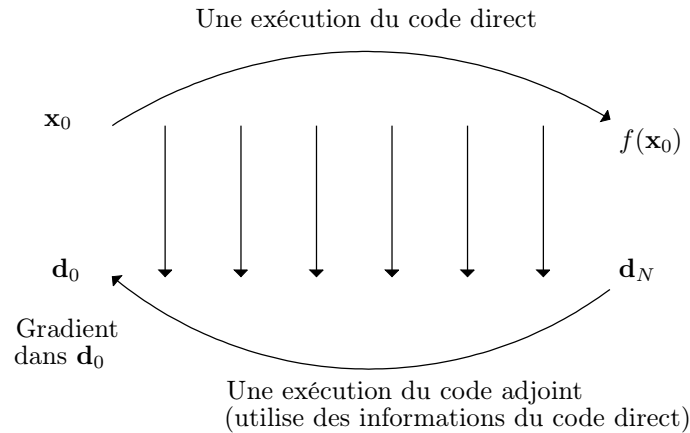 Une exécution du code direct
x₀
f(x₀)
d₀
d_N
Gradient
dans d₀
Une exécution du code adjoint
(utilise des informations du code direct)